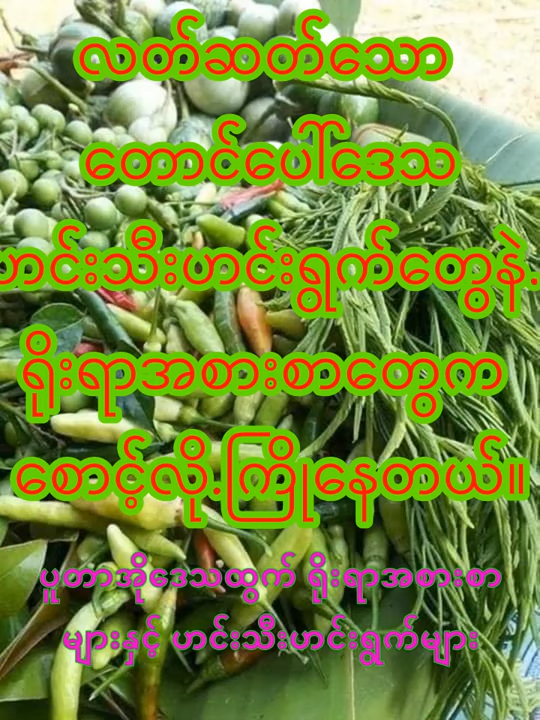 လတ်ဆတ်သော
တောင်ပေါ်ဒေသ
ဟင်းသီးဟင်းရွက်တွေနဲ့.
ရိုးရာအစားစာတွေက
စောင့်လို.ကြိုနေတယ်။
ပူတာအိုဒေသထွက် ရိုးရာအစားစာ
များနှင့် ဟင်းသီးဟင်းရွက်များ